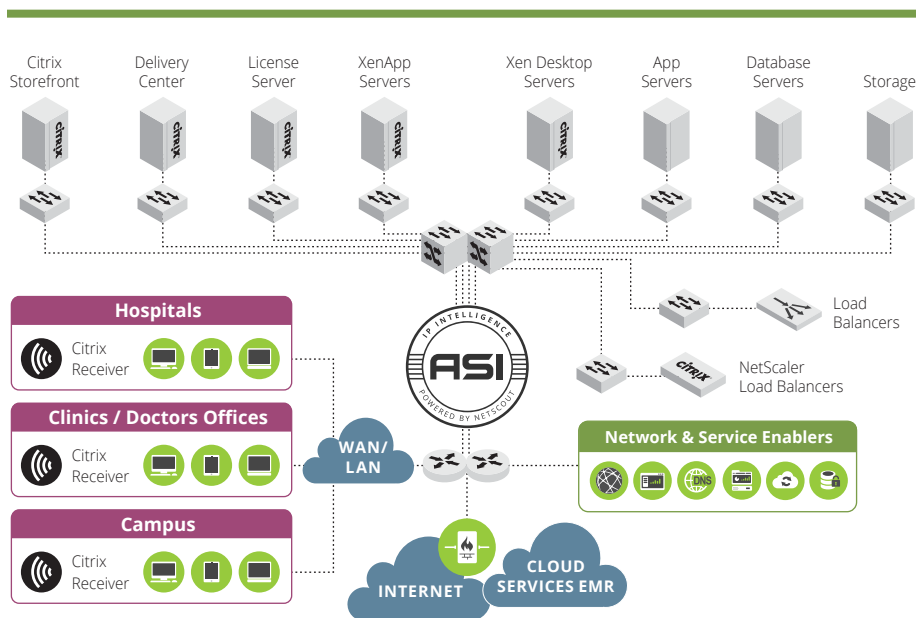 Citrix
Storefront
Delivery
Center
License
Server
XenApp
Servers
Xen Desktop
Servers
App
Servers
Database
Servers
Storage
CITRIX
CITRIX
CITRIX
CITRIX
CITRIX
Load
Balancers
CITRIX
NetScaler
Load Balancers
IP INTELLIGENCE
ASI
POWERED BY NETSCOUT
Hospitals
Citrix
Receiver
Clinics / Doctors Offices
Citrix
Receiver
Campus
Citrix
Receiver
WAN/
LAN
Network & Service Enablers
DNS
INTERNET
CLOUD
SERVICES EMR